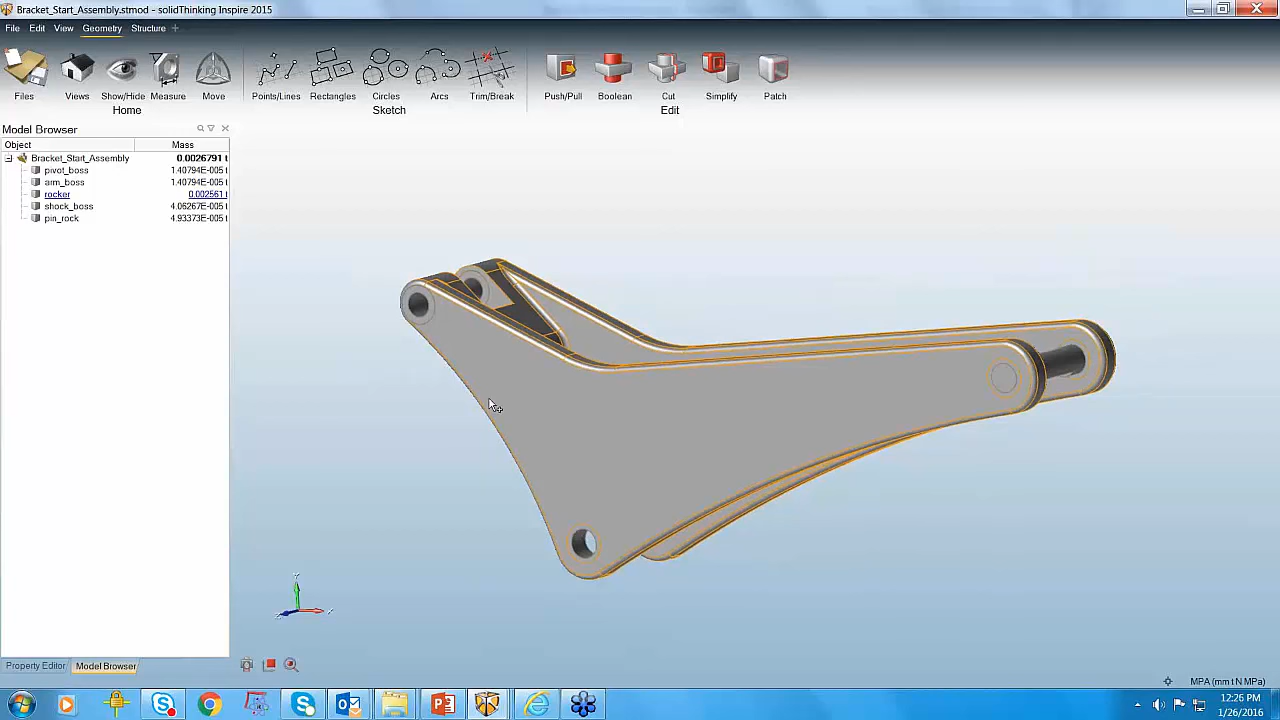 Bracket_Start_Assembly.stmod - solidThinking Inspire 2015
File Edit View Geometry Structure +
Files Views Show/Hide Measure Move Points/Lines Rectangles Circles Arcs Trim/Break Push/Pull Boolean Cut Simplify Patch
Home Sketch Edit
Model Browser
Object Mass
Bracket_Start_Assembly 0.0026791 t
pivot_boss 1.40794E-005 t
arm_boss 1.40794E-005 t
rocker 0.002561 t
shock_boss 4.06267E-005 t
pin_rock 4.93373E-005 t
Property Editor Model Browser
MPA (mm t N MPa)
12:26 PM
1/26/2016